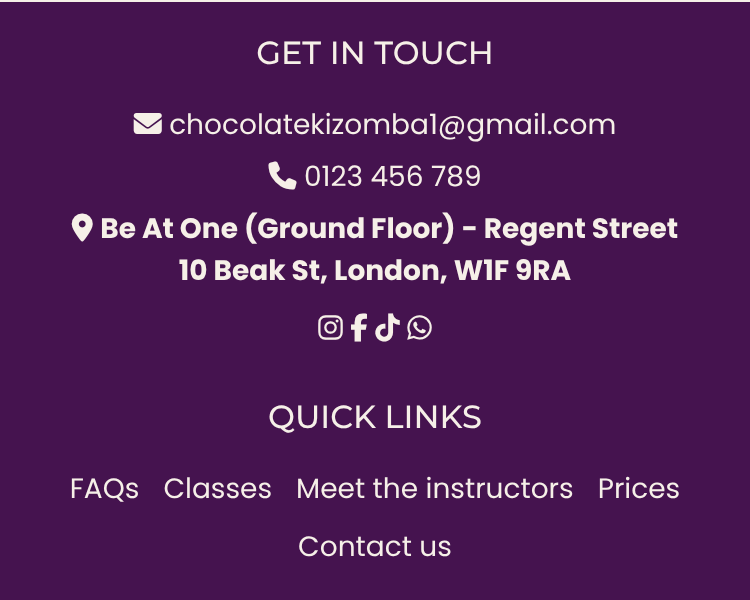 GET IN TOUCH
chocolatekizomba1@gmail.com
0123 456 789
Be At One (Ground Floor) - Regent Street
10 Beak St, London, W1F 9RA
QUICK LINKS
FAQs Classes Meet the instructors Prices
Contact us